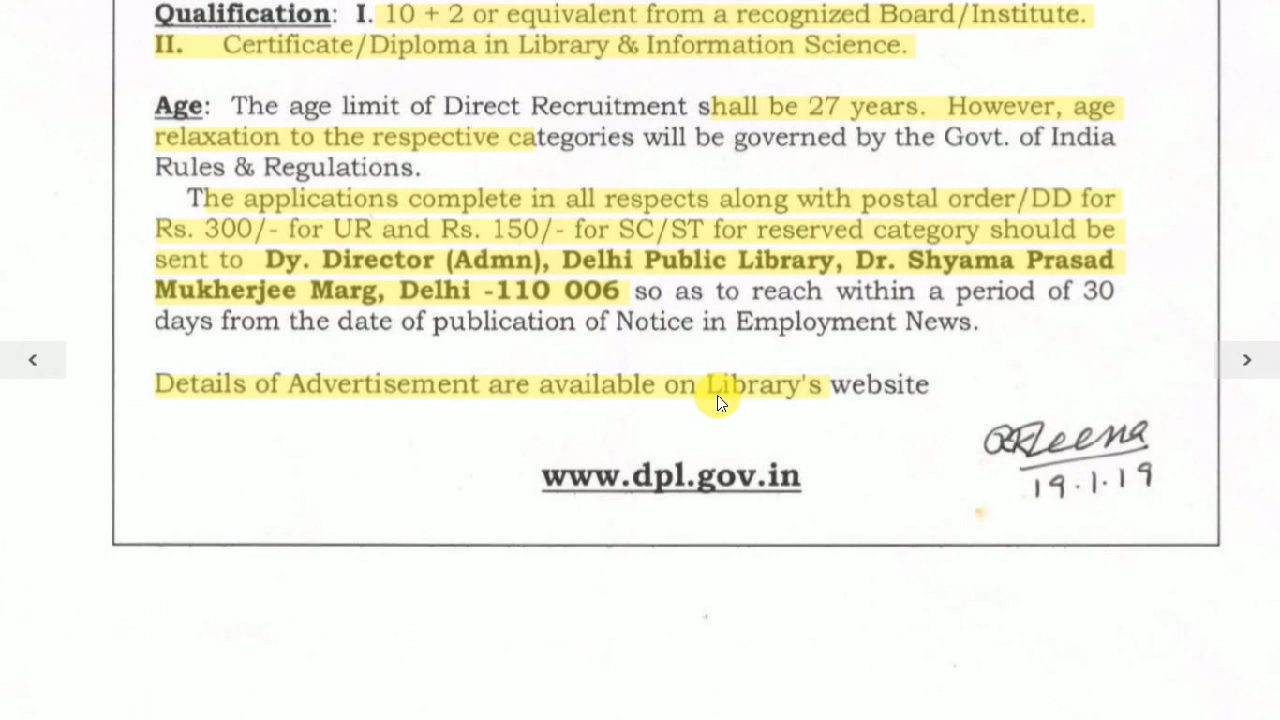 Qualification: I. 10 + 2 or equivalent from a recognized Board/Institute.
II. Certificate/Diploma in Library & Information Science.
Age: The age limit of Direct Recruitment shall be 27 years. However, age
relaxation to the respective categories will be governed by the Govt. of India
Rules & Regulations.
The applications complete in all respects along with postal order/DD for
Rs. 300/- for UR and Rs. 150/- for SC/ST for reserved category should be
sent to Dy. Director (Admn), Delhi Public Library, Dr. Shyama Prasad
Mukherjee Marg, Delhi -110 006 so as to reach within a period of 30
days from the date of publication of Notice in Employment News.
Details of Advertisement are available on Library's website
www.dpl.gov.in
19.1.19